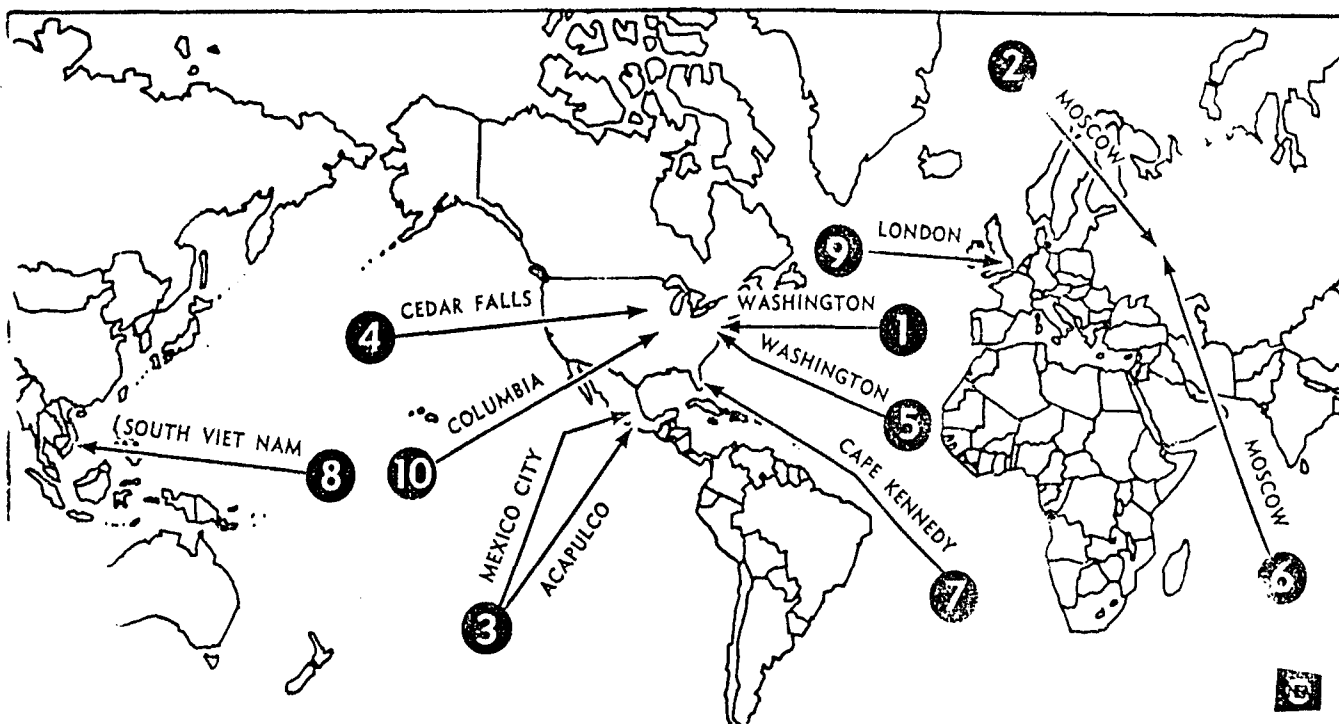 2
MOSCOW
9
LONDON
4
CEDAR FALLS
WASHINGTON
1
WASHINGTON
5
COLUMBIA
10
SOUTH VIET NAM
8
CAPE KENNEDY
7
MEXICO CITY
ACAPULCO
3
MOSCOW
6
NEA